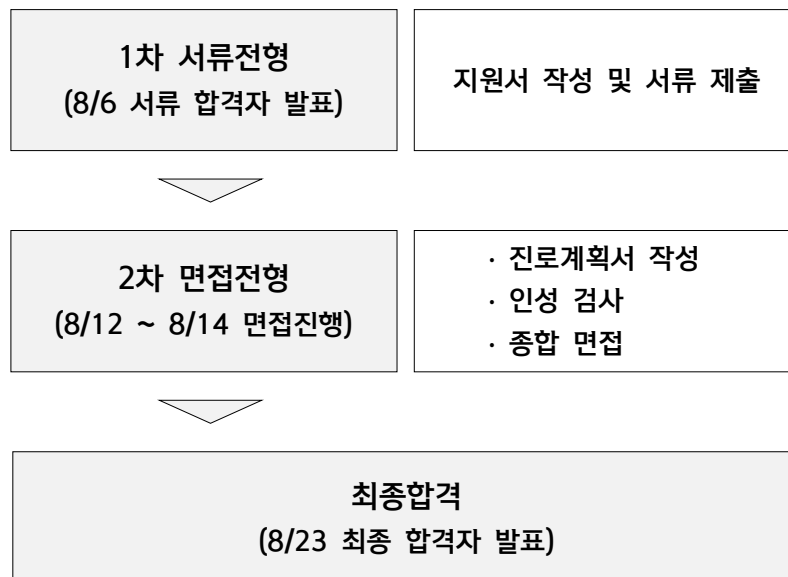 1차 서류전형
(8/6 서류 합격자 발표)
지원서 작성 및 서류 제출
2차 면접전형
(8/12 ~ 8/14 면접진행)
· 진로계획서 작성
· 인성 검사
· 종합 면접
최종합격
(8/23 최종 합격자 발표)